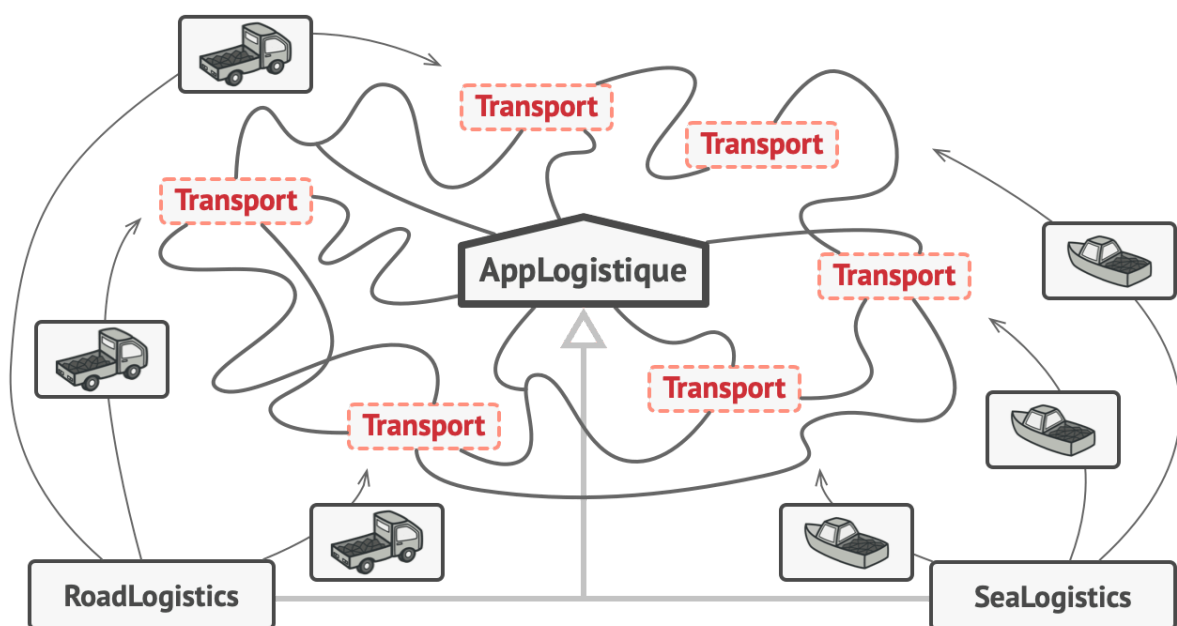 Transport
Transport
Transport
AppLogistique
Transport
Transport
Transport
RoadLogistics
SeaLogistics